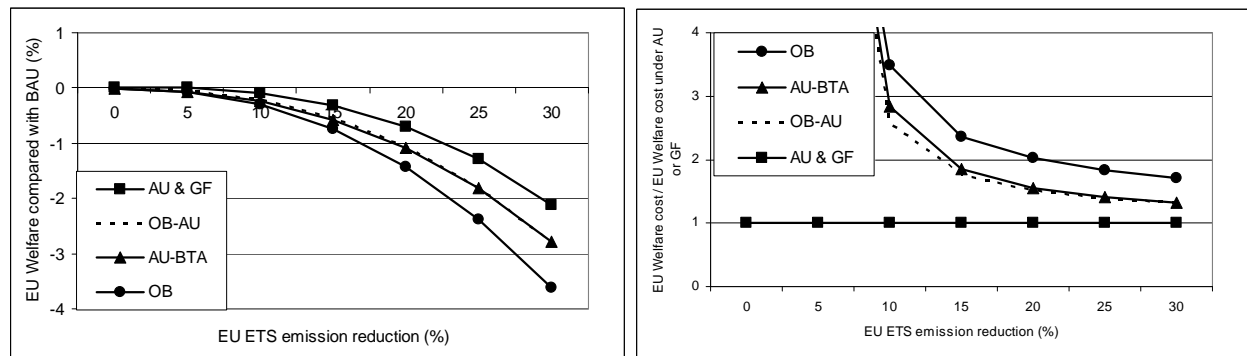 EU Welfare compared with BAU (%)
1
0
-1
-2
-3
-4
0 5 10 15 20 25 30
AU & GF
OB-AU
AU-BTA
OB
EU ETS emission reduction (%)
EU Welfare cost / EU Welfare cost under AU
or GF
4
3
2
1
0
OB
AU-BTA
OB-AU
AU & GF
0 5 10 15 20 25 30
EU ETS emission reduction (%)